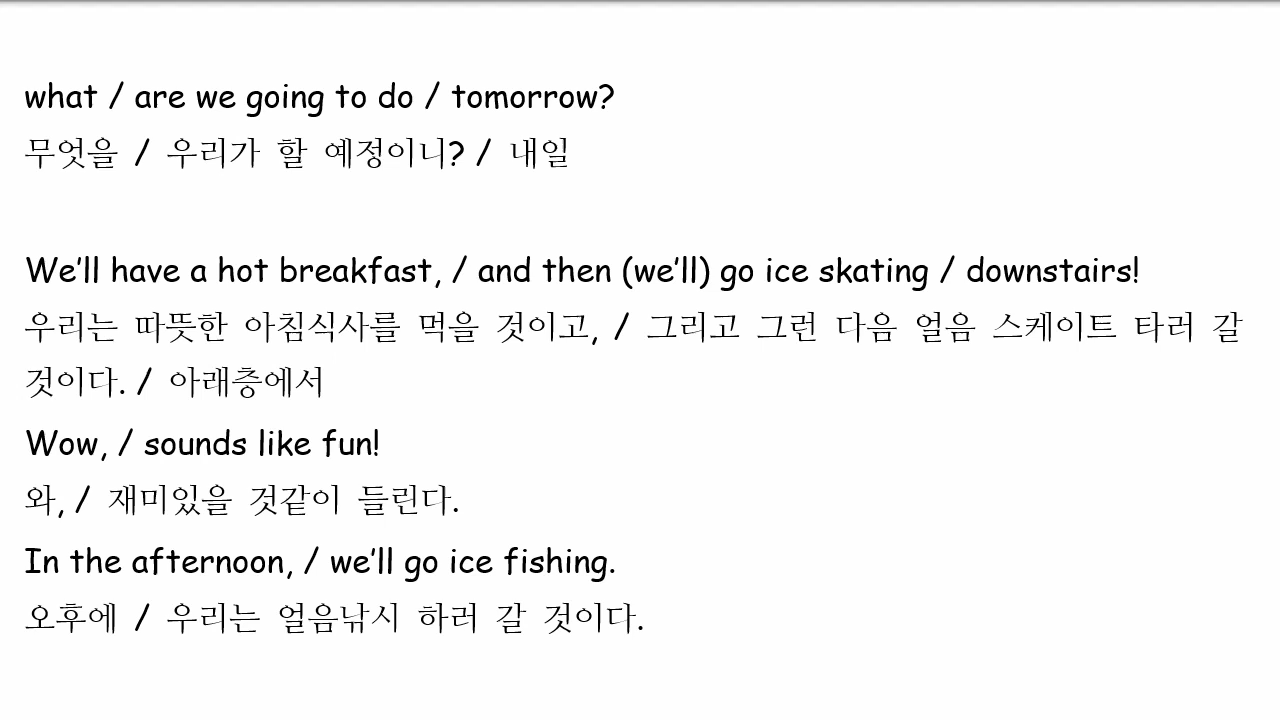 what / are we going to do / tomorrow?
무엇을 / 우리가 할 예정이니? / 내일
We'll have a hot breakfast, / and then (we'll) go ice skating / downstairs!
우리는 따뜻한 아침식사를 먹을 것이고, / 그리고 그런 다음 얼음 스케이트 타러 갈
것이다. / 아래층에서
Wow, / sounds like fun!
와, / 재미있을 것같이 들린다.
In the afternoon, / we'll go ice fishing.
오후에 / 우리는 얼음낚시 하러 갈 것이다.